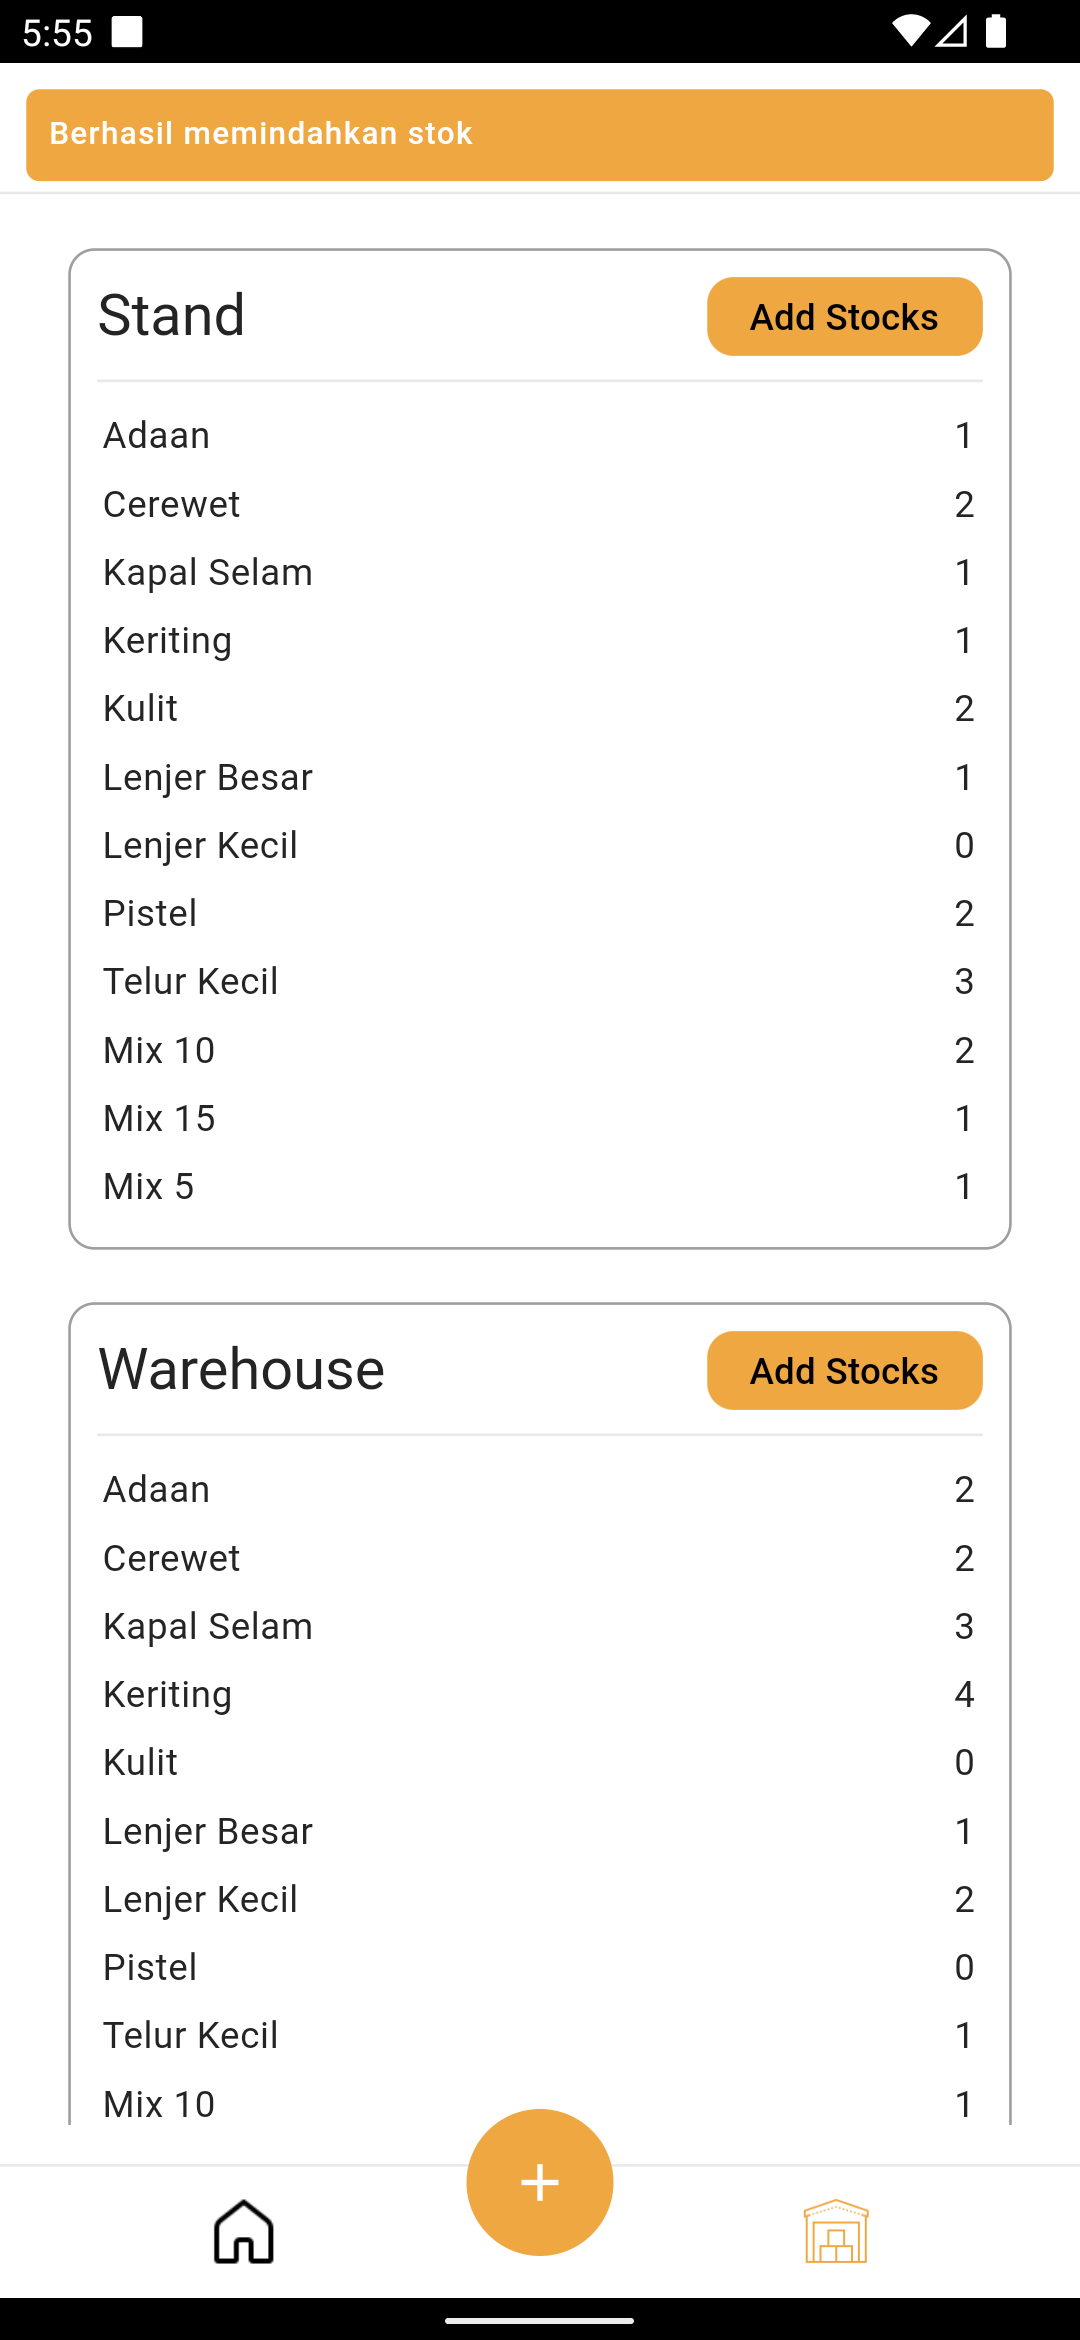 5:55
Berhasil memindahkan stok
Stand
Add Stocks
Adaan 1
Cerewet 2
Kapal Selam 1
Keriting 1
Kulit 2
Lenjer Besar 1
Lenjer Kecil 0
Pistel 2
Telur Kecil 3
Mix 10 2
Mix 15 1
Mix 5 1
Warehouse
Add Stocks
Adaan 2
Cerewet 2
Kapal Selam 3
Keriting 4
Kulit 0
Lenjer Besar 1
Lenjer Kecil 2
Pistel 0
Telur Kecil 1
Mix 10 1